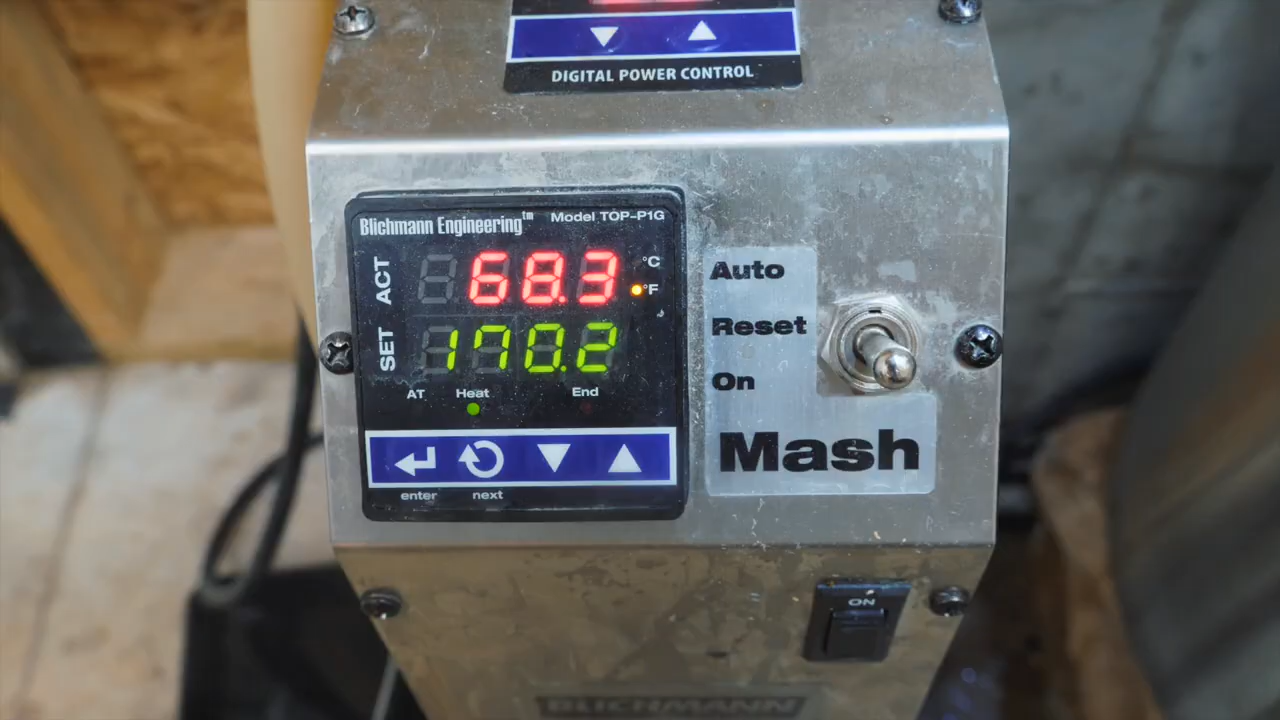 DIGITAL POWER CONTROL
Blichmann Engineering™ Model TOP-P1G
ACT 68.3 °C
°F
SET 170.2
AT Heat End
enter next
Auto
Reset
On
Mash
ON
BLICHMANN